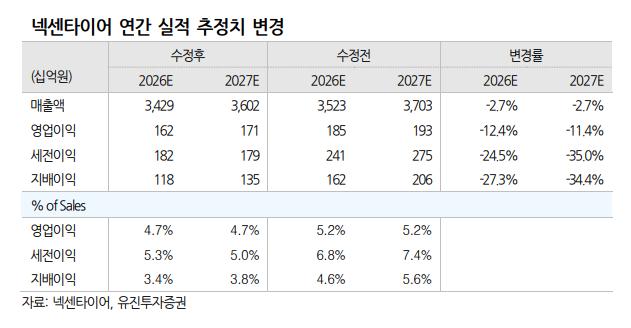 넥센타이어 연간 실적 추정치 변경
수정후 수정전 변경률
(십억원) 2026E 2027E 2026E 2027E 2026E 2027E
매출액 3,429 3,602 3,523 3,703 -2.7% -2.7%
영업이익 162 171 185 193 -12.4% -11.4%
세전이익 182 179 241 275 -24.5% -35.0%
지배이익 118 135 162 206 -27.3% -34.4%
% of Sales
영업이익 4.7% 4.7% 5.2% 5.2%
세전이익 5.3% 5.0% 6.8% 7.4%
지배이익 3.4% 3.8% 4.6% 5.6%
자료: 넥센타이어, 유진투자증권